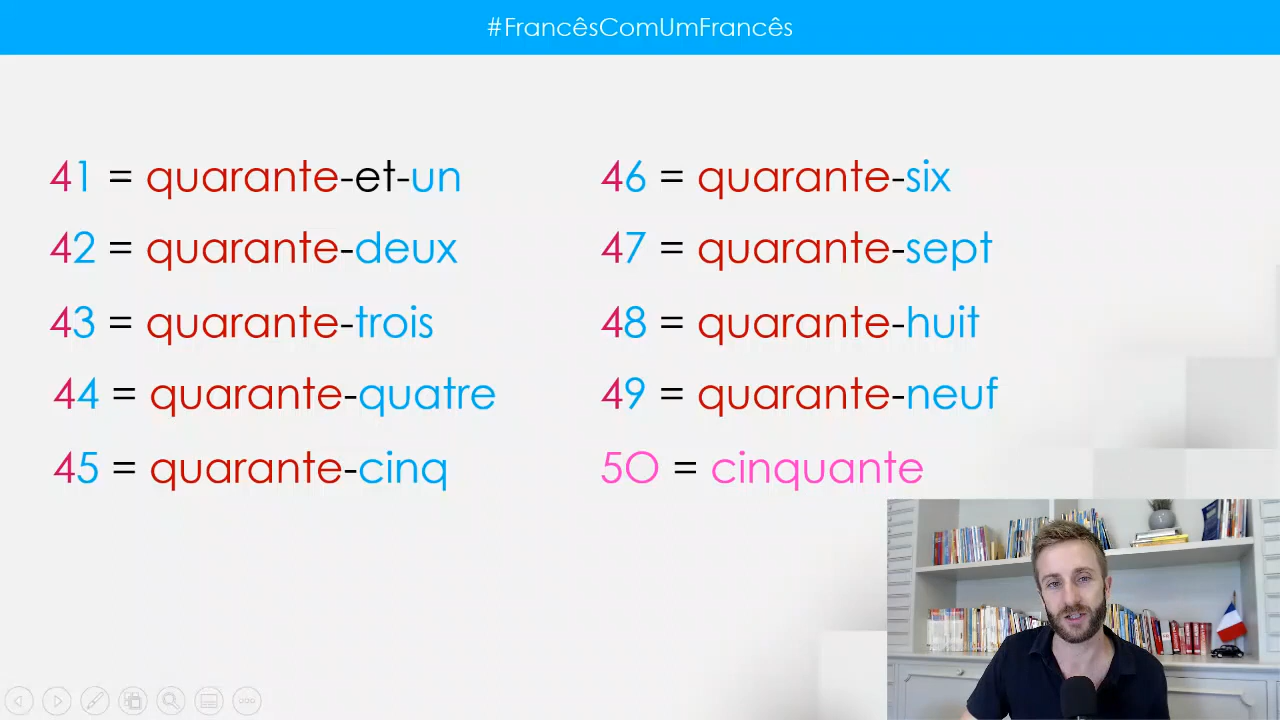 #FrancêsComUmFrancês
41 = quarante-et-un
42 = quarante-deux
43 = quarante-trois
44 = quarante-quatre
45 = quarante-cinq
46 = quarante-six
47 = quarante-sept
48 = quarante-huit
49 = quarante-neuf
50 = cinquante